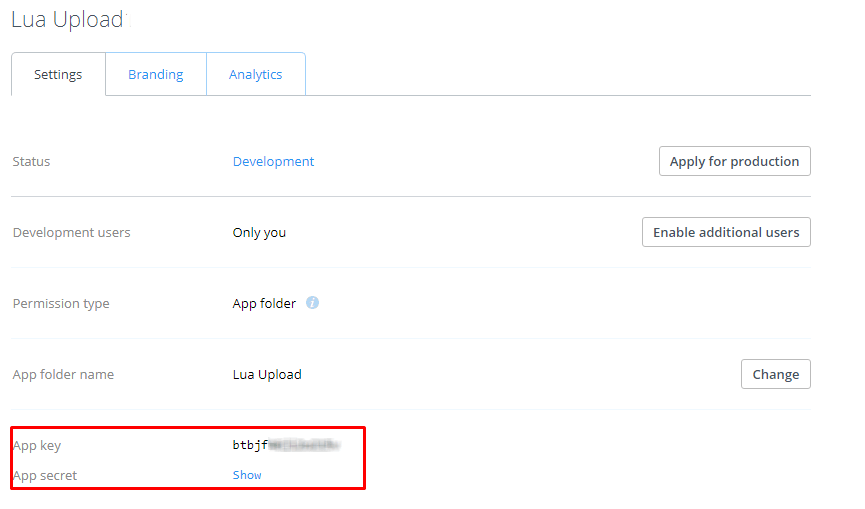 Lua Upload
Settings Branding Analytics
Status Development Apply for production
Development users Only you Enable additional users
Permission type App folder i
App folder name Lua Upload Change
App key btbjf
App secret Show